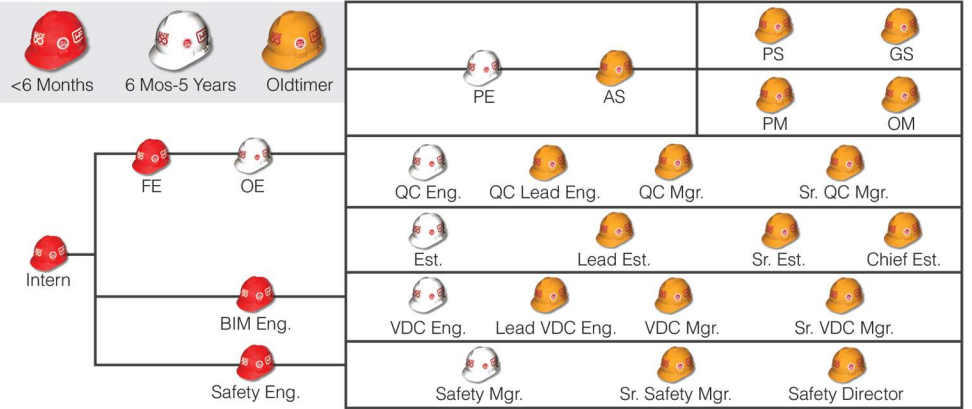 <6 Months 6 Mos-5 Years Oldtimer
PS GS
PE AS
PM OM
FE OE
QC Eng. QC Lead Eng. QC Mgr. Sr. QC Mgr.
Intern
Est. Lead Est. Sr. Est. Chief Est.
BIM Eng.
VDC Eng. Lead VDC Eng. VDC Mgr. Sr. VDC Mgr.
Safety Eng.
Safety Mgr. Sr. Safety Mgr. Safety Director